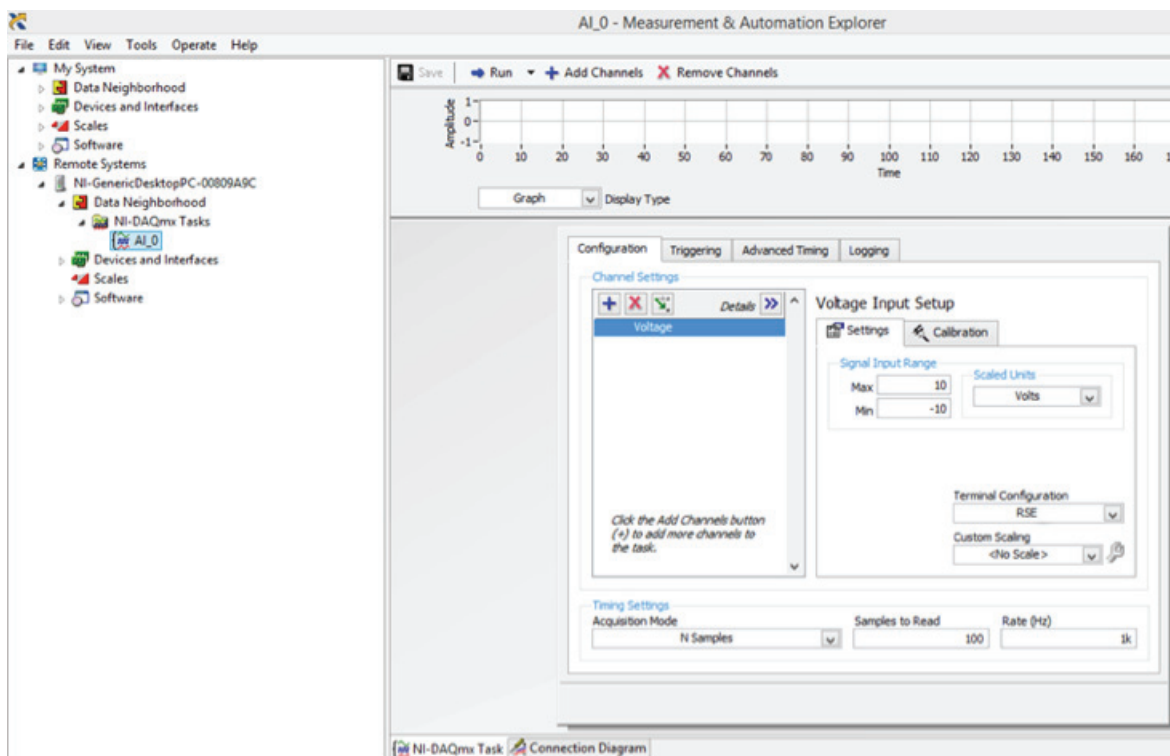 AI_0 - Measurement & Automation Explorer
File Edit View Tools Operate Help
My System
Data Neighborhood
Devices and Interfaces
Scales
Software
Remote Systems
NI-GenericDesktopPC-00809A9C
Data Neighborhood
NI-DAQmx Tasks
AI_0
Devices and Interfaces
Scales
Software
Save Run Add Channels Remove Channels
Amplitude
1
0
-1
0 10 20 30 40 50 60 70 80 90 100 110 120 130 140 150 160
Time
Graph Display Type
Configuration Triggering Advanced Timing Logging
Channel Settings
Details
Voltage
Click the Add Channels button
(+) to add more channels to
the task.
Voltage Input Setup
Settings Calibration
Signal Input Range
Max 10
Min -10
Scaled Units
Volts
Terminal Configuration
RSE
Custom Scaling
<No Scale>
Timing Settings
Acquisition Mode Samples to Read Rate (Hz)
N Samples 100 1k
NI-DAQmx Task Connection Diagram